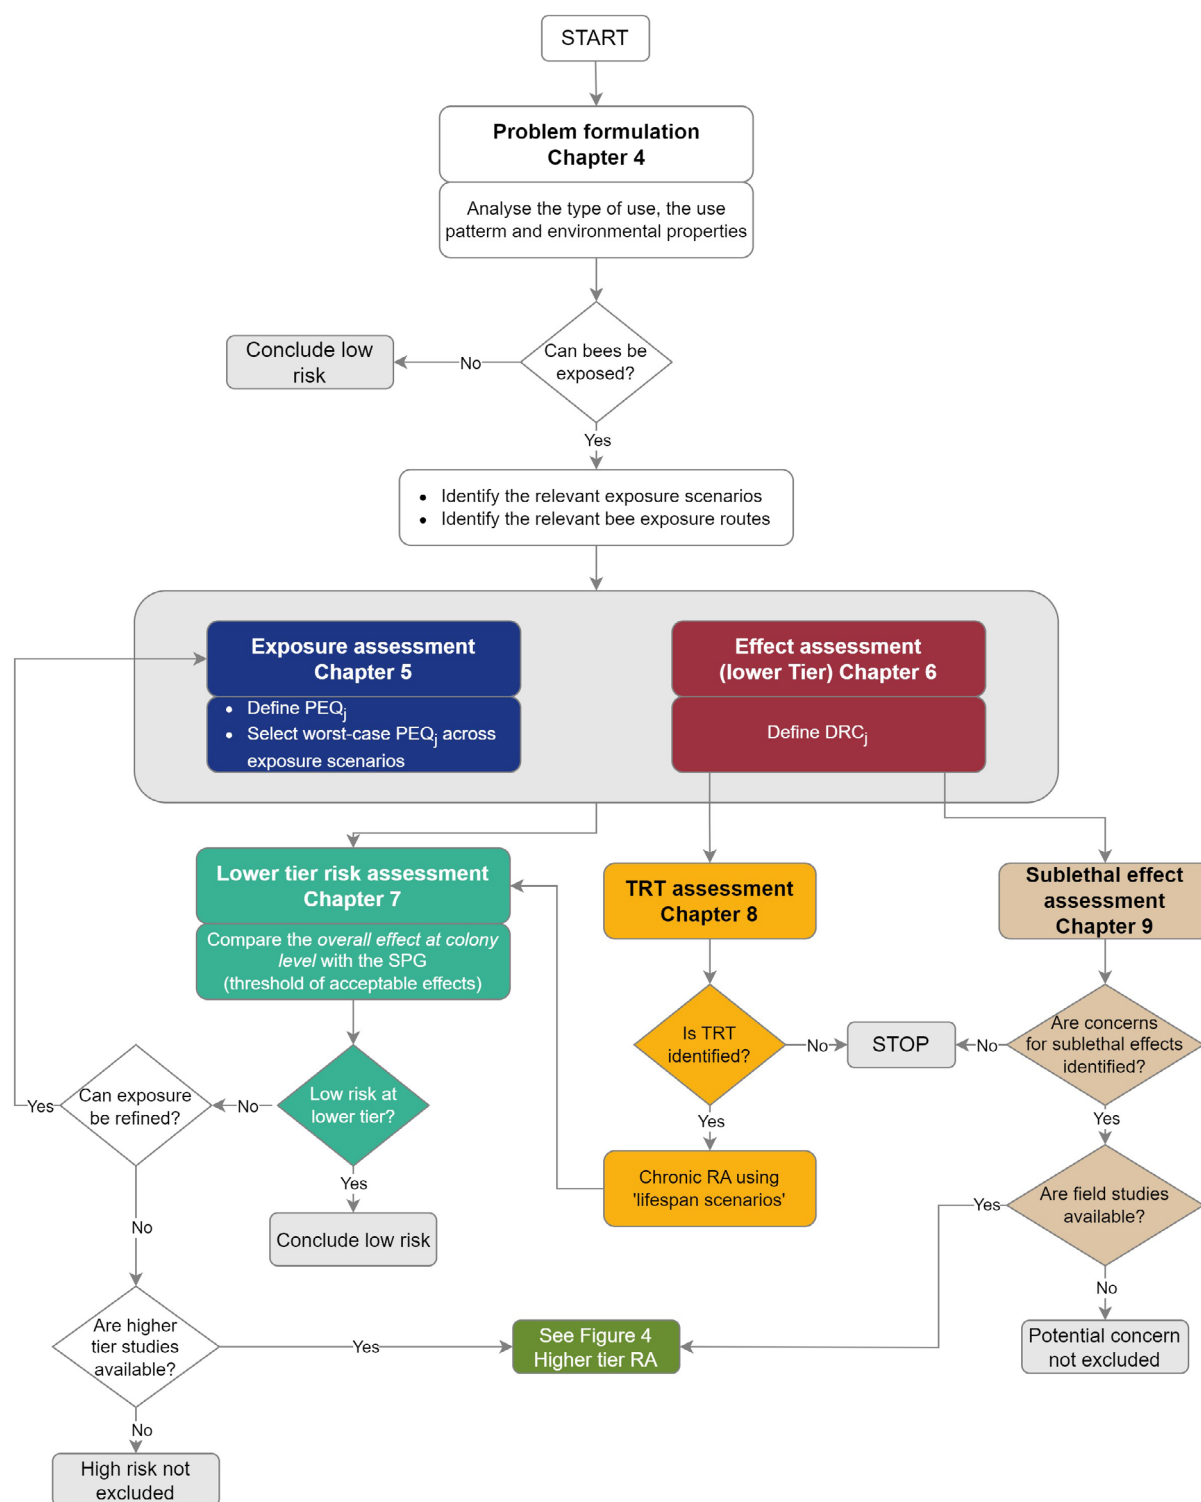 START
Problem formulation
Chapter 4
Analyse the type of use, the use
patterm and environmental properties
Can bees be
exposed?
No
Conclude low
risk
Yes
• Identify the relevant exposure scenarios
• Identify the relevant bee exposure routes
Exposure assessment
Chapter 5
• Define PEQj
• Select worst-case PEQj across
exposure scenarios
Effect assessment
(lower Tier) Chapter 6
Define DRCj
Lower tier risk assessment
Chapter 7
Compare the overall effect at colony
level with the SPG
(threshold of acceptable effects)
TRT assessment
Chapter 8
Sublethal effect
assessment
Chapter 9
Is TRT
identified?
No
STOP
No
Are concerns
for sublethal effects
identified?
Yes
Can exposure
be refined?
No
Low risk at
lower tier?
Yes
Yes
Yes
Conclude low risk
Chronic RA using
'lifespan scenarios'
Yes
Are field studies
available?
No
No
Are higher
tier studies
available?
Yes
See Figure 4
Higher tier RA
Potential concern
not excluded
No
High risk not
excluded